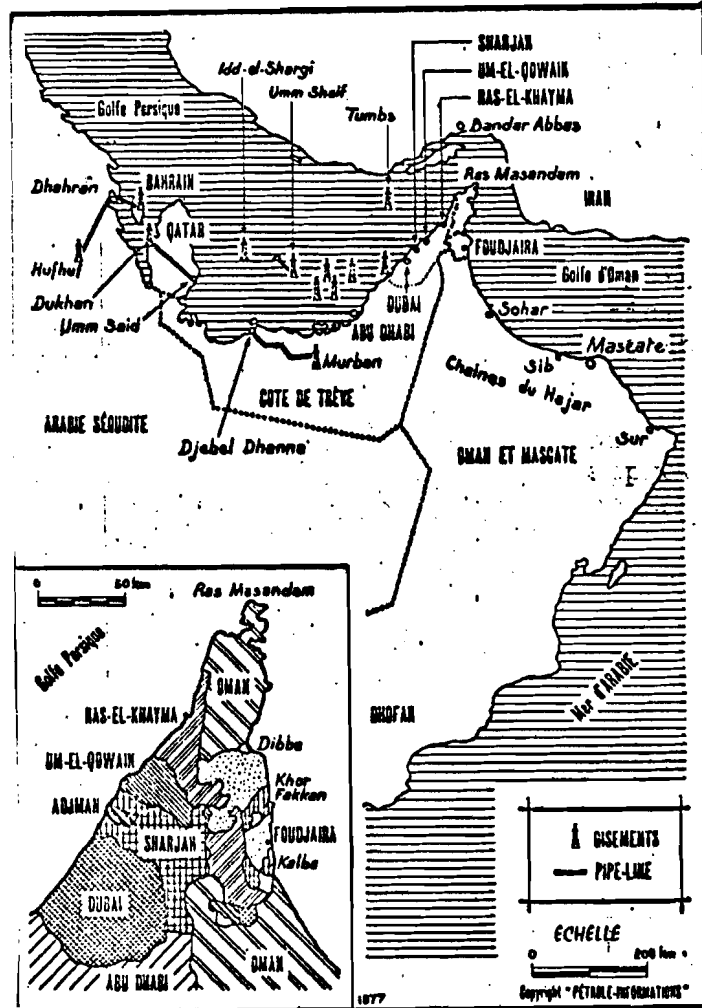 SHARJAH
UM-EL-QOWAIN
RAS-EL-KHAYMA
Idd-el-Shargi
Umm Shaif
Tumbs
Bandar Abbas
Golfe Persique
Ras Masandam
Dhahran
BAHRAIN
IRAN
QATAR
FOUDJAIRA
Hufhuf
Golfe d'Oman
Dukhan
DUBAI
Umm Said
ABU DHABI
Sohar
Murban
Sib
Mascate
Chaines du Hajar
COTE DE TRÊVE
ARABIE SÉOUDITE
Sur
Djebel Dhanna
OMAN ET MASCATE
0 50 km
Ras Masandam
Golfe Persique
OMAN
Mer d'ARABIE
RAS-EL-KHAYMA
DHOFAR
Dibba
UM-EL-QOWAIN
Khor
Fakkan
ADJMAN
SHARJAH
FOUDJAIRA
Kalba
GISEMENTS
PIPE-LINE
DUBAI
ECHELLE
OMAN
0 200 km
ABU DHABI
Copyright "PÉTROLE-INFORMATIONS"
1977